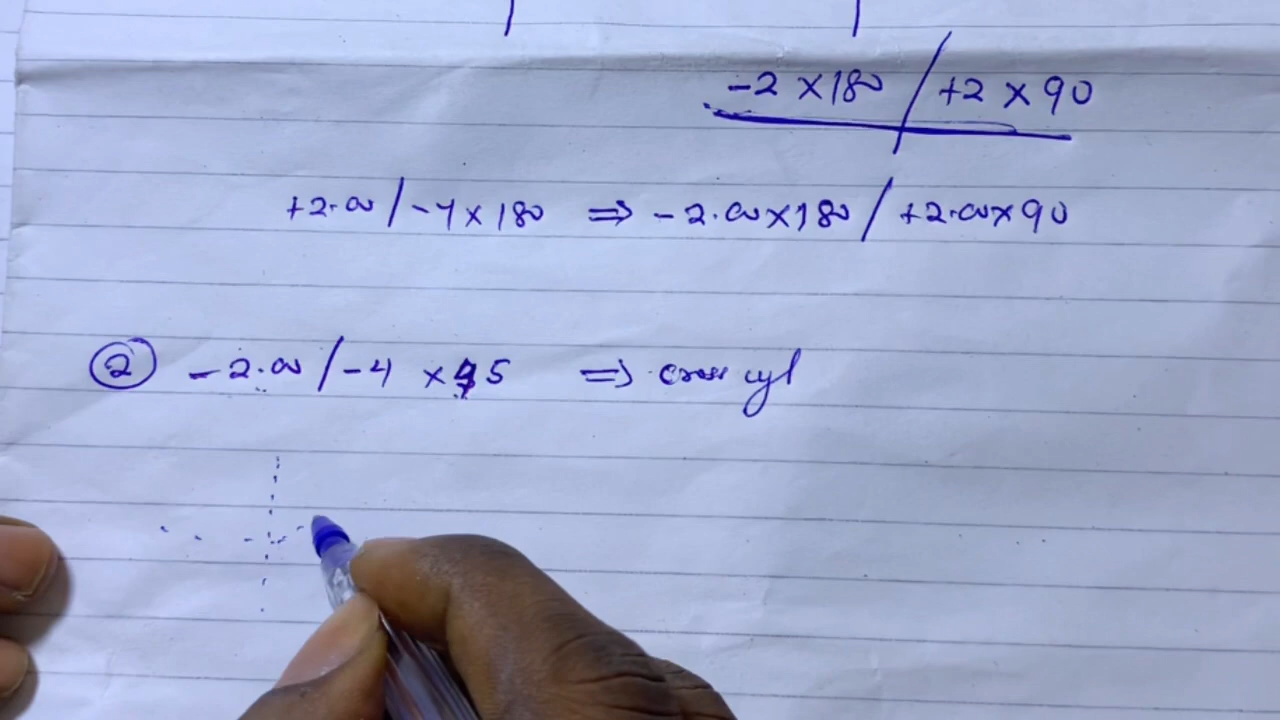 -2 × 180 / +2 × 90
+2.00 / -4 × 180 ⇒ -2.00 × 180 / +2.00 × 90
② -2.00 / -4 × 45 ⇒ cross cyl